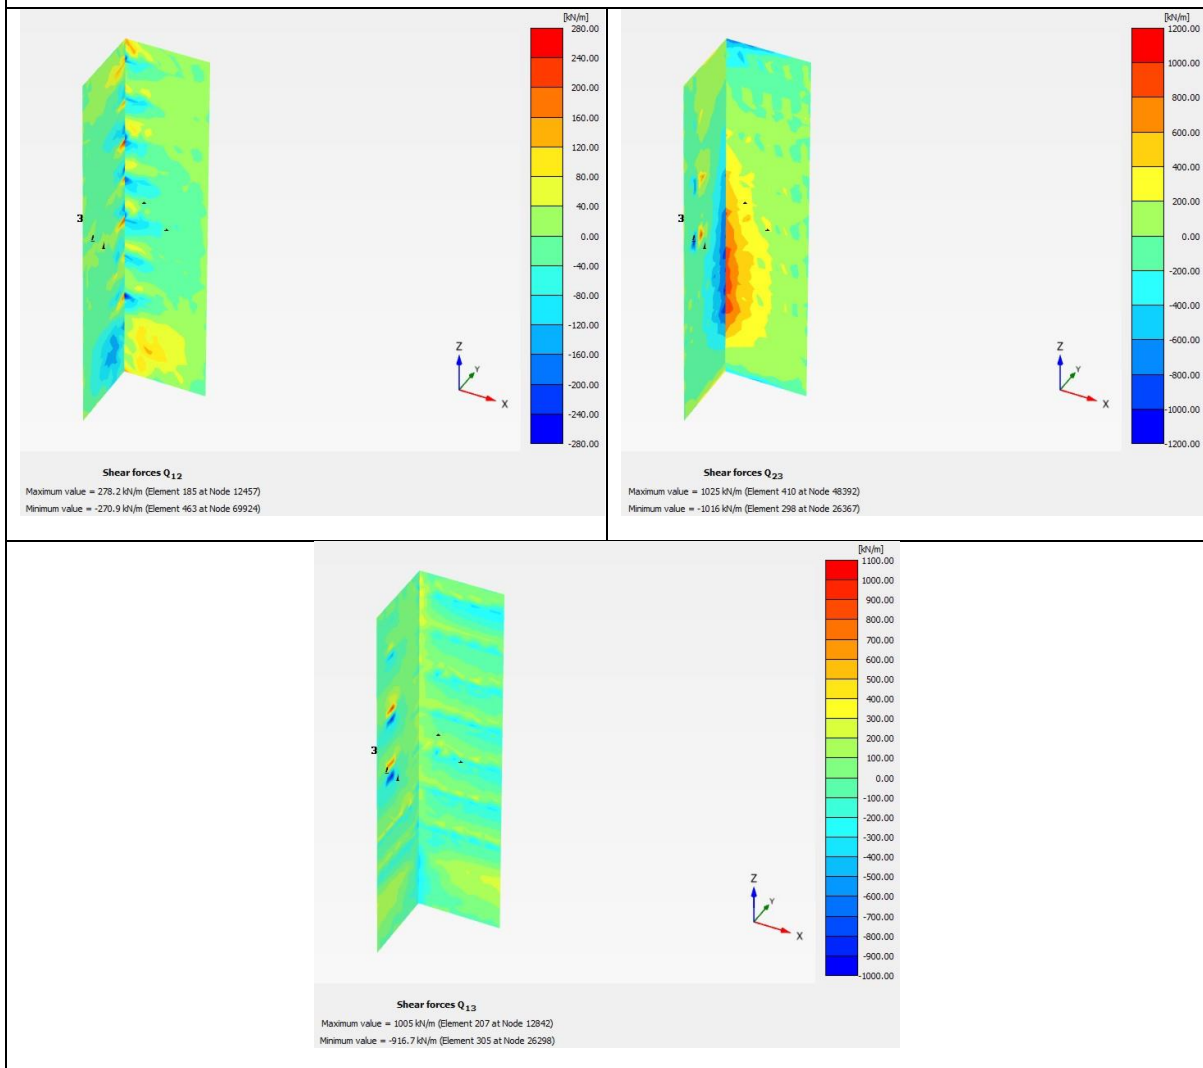 [kN/m]
280.00
240.00
200.00
160.00
120.00
80.00
40.00
0.00
-40.00
-80.00
-120.00
-160.00
-200.00
-240.00
-280.00
3
1
Z
Y
X
Shear forces Q12
Maximum value = 278.2 kN/m (Element 185 at Node 12457)
Minimum value = -270.9 kN/m (Element 463 at Node 69924)
[kN/m]
1200.00
1000.00
800.00
600.00
400.00
200.00
0.00
-200.00
-400.00
-600.00
-800.00
-1000.00
-1200.00
3
1
Z
Y
X
Shear forces Q23
Maximum value = 1025 kN/m (Element 410 at Node 48392)
Minimum value = -1016 kN/m (Element 298 at Node 26367)
[kN/m]
1100.00
1000.00
900.00
800.00
700.00
600.00
500.00
400.00
300.00
200.00
100.00
0.00
-100.00
-200.00
-300.00
-400.00
-500.00
-600.00
-700.00
-800.00
-900.00
-1000.00
3
1
Z
Y
X
Shear forces Q13
Maximum value = 1005 kN/m (Element 207 at Node 12842)
Minimum value = -916.7 kN/m (Element 305 at Node 26298)